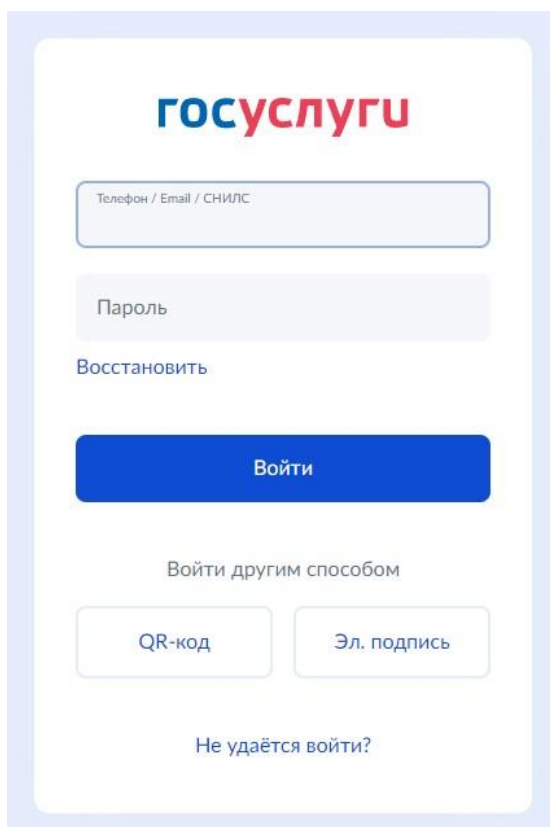 госуслуги
Телефон / Email / СНИЛС
Пароль
Восстановить
Войти
Войти другим способом
QR-код
Эл. подпись
Не удаётся войти?